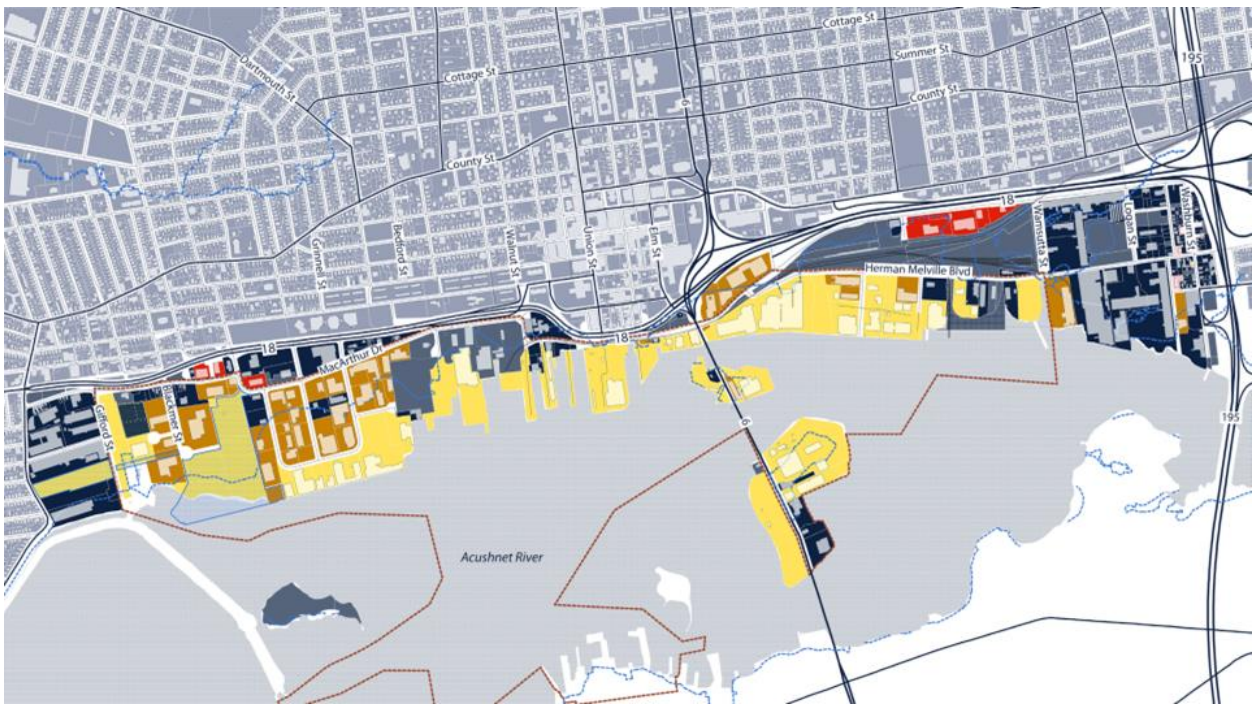 Cottage St
Summer St
195
Dartmouth St
Cottage St
6
County St
County St
18
Washburn St
Wamsutta St
Logan St
Grinnell St
Bedford St
Walnut St
Union St
Elm St
Herman Melville Blvd
18
18
MacArthur Dr
Blackmer St
Gifford St
6
195
Acushnet River